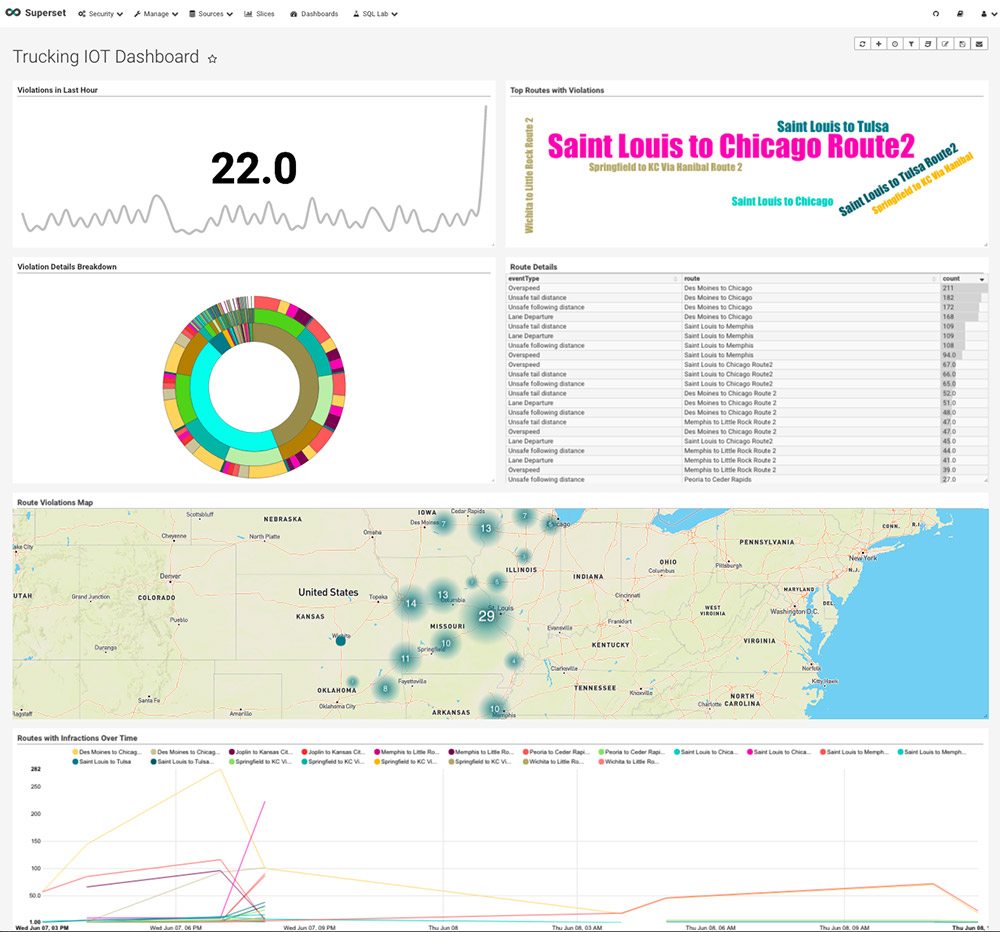 Superset Security Manage Sources Slices Dashboards SQL Lab
Trucking IOT Dashboard
Violations in Last Hour
22.0
Top Routes with Violations
Wichita to Little Rock Route 2
Saint Louis to Tulsa
Saint Louis to Chicago Route2
Springfield to KC Via Hanibal Route 2
Saint Louis to Chicago
Saint Louis to Tulsa Route2
Springfield to KC Via Hanibal
Violation Details Breakdown
Route Details
eventType route count
Overspeed Des Moines to Chicago 211
Unsafe tail distance Des Moines to Chicago 182
Unsafe following distance Des Moines to Chicago 172
Lane Departure Des Moines to Chicago 168
Unsafe tail distance Saint Louis to Memphis 109
Lane Departure Saint Louis to Memphis 109
Unsafe following distance Saint Louis to Memphis 108
Overspeed Saint Louis to Memphis 94.0
Overspeed Saint Louis to Chicago Route2 67.0
Unsafe tail distance Saint Louis to Chicago Route2 66.0
Unsafe following distance Saint Louis to Chicago Route2 65.0
Unsafe tail distance Des Moines to Chicago Route 2 52.0
Lane Departure Des Moines to Chicago Route 2 51.0
Unsafe following distance Des Moines to Chicago Route 2 48.0
Unsafe tail distance Memphis to Little Rock Route 2 47.0
Overspeed Des Moines to Chicago Route 2 47.0
Lane Departure Saint Louis to Chicago Route2 45.0
Unsafe following distance Memphis to Little Rock Route 2 44.0
Lane Departure Memphis to Little Rock Route 2 41.0
Overspeed Memphis to Little Rock Route 2 39.0
Unsafe following distance Peoria to Ceder Rapids 27.0
Route Violations Map
Scottsbluff
NEBRASKA
IOWA
Cedar Rapids
Des Moines
7
13
7
Chicago
CONN.
R.I.
Cheyenne
North Platte
Omaha
PENNSYLVANIA
New York
ake City
Denver
ILLINOIS
INDIANA
OHIO
Columbus
Pittsburgh
N.J.
UTAH
Grand Junction
COLORADO
United States
Topeka
14
13
Columbia
5
St. Louis
29
Cincinnati
MARYLAND
DEL.
Washington D.C.
WEST
VIRGINIA
Pueblo
KANSAS
MISSOURI
Evansville
Frankfort
KENTUCKY
VIRGINIA
Durango
Wichita
11
Springfield
10
4
Clarksville
Norfolk
Kitty Hawk
Santa Fe
OKLAHOMA
8
Fayetteville
TENNESSEE
Knoxville
NORTH
CAROLINA
Charlotte
lagstaff
Amarillo
Oklahoma City
ARKANSAS
10
Memphis
Routes with Infractions Over Time
Des Moines to Chicag... Des Moines to Chicag... Joplin to Kansas Cit... Joplin to Kansas Cit... Memphis to Little Ro... Memphis to Little Ro... Peoria to Ceder Rapi... Peoria to Ceder Rapi... Saint Louis to Chica... Saint Louis to Chica... Saint Louis to Memph... Saint Louis to Memph...
Saint Louis to Tulsa Saint Louis to Tulsa... Springfield to KC Vi... Springfield to KC Vi... Springfield to KC Vi... Springfield to KC Vi... Wichita to Little Ro... Wichita to Little Ro...
282
250
200
150
100
50.0
1.00
Wed Jun 07, 03 PM Wed Jun 07, 06 PM Wed Jun 07, 09 PM Thu Jun 08 Thu Jun 08, 03 AM Thu Jun 08, 06 AM Thu Jun 08, 09 AM Thu Jun 08,